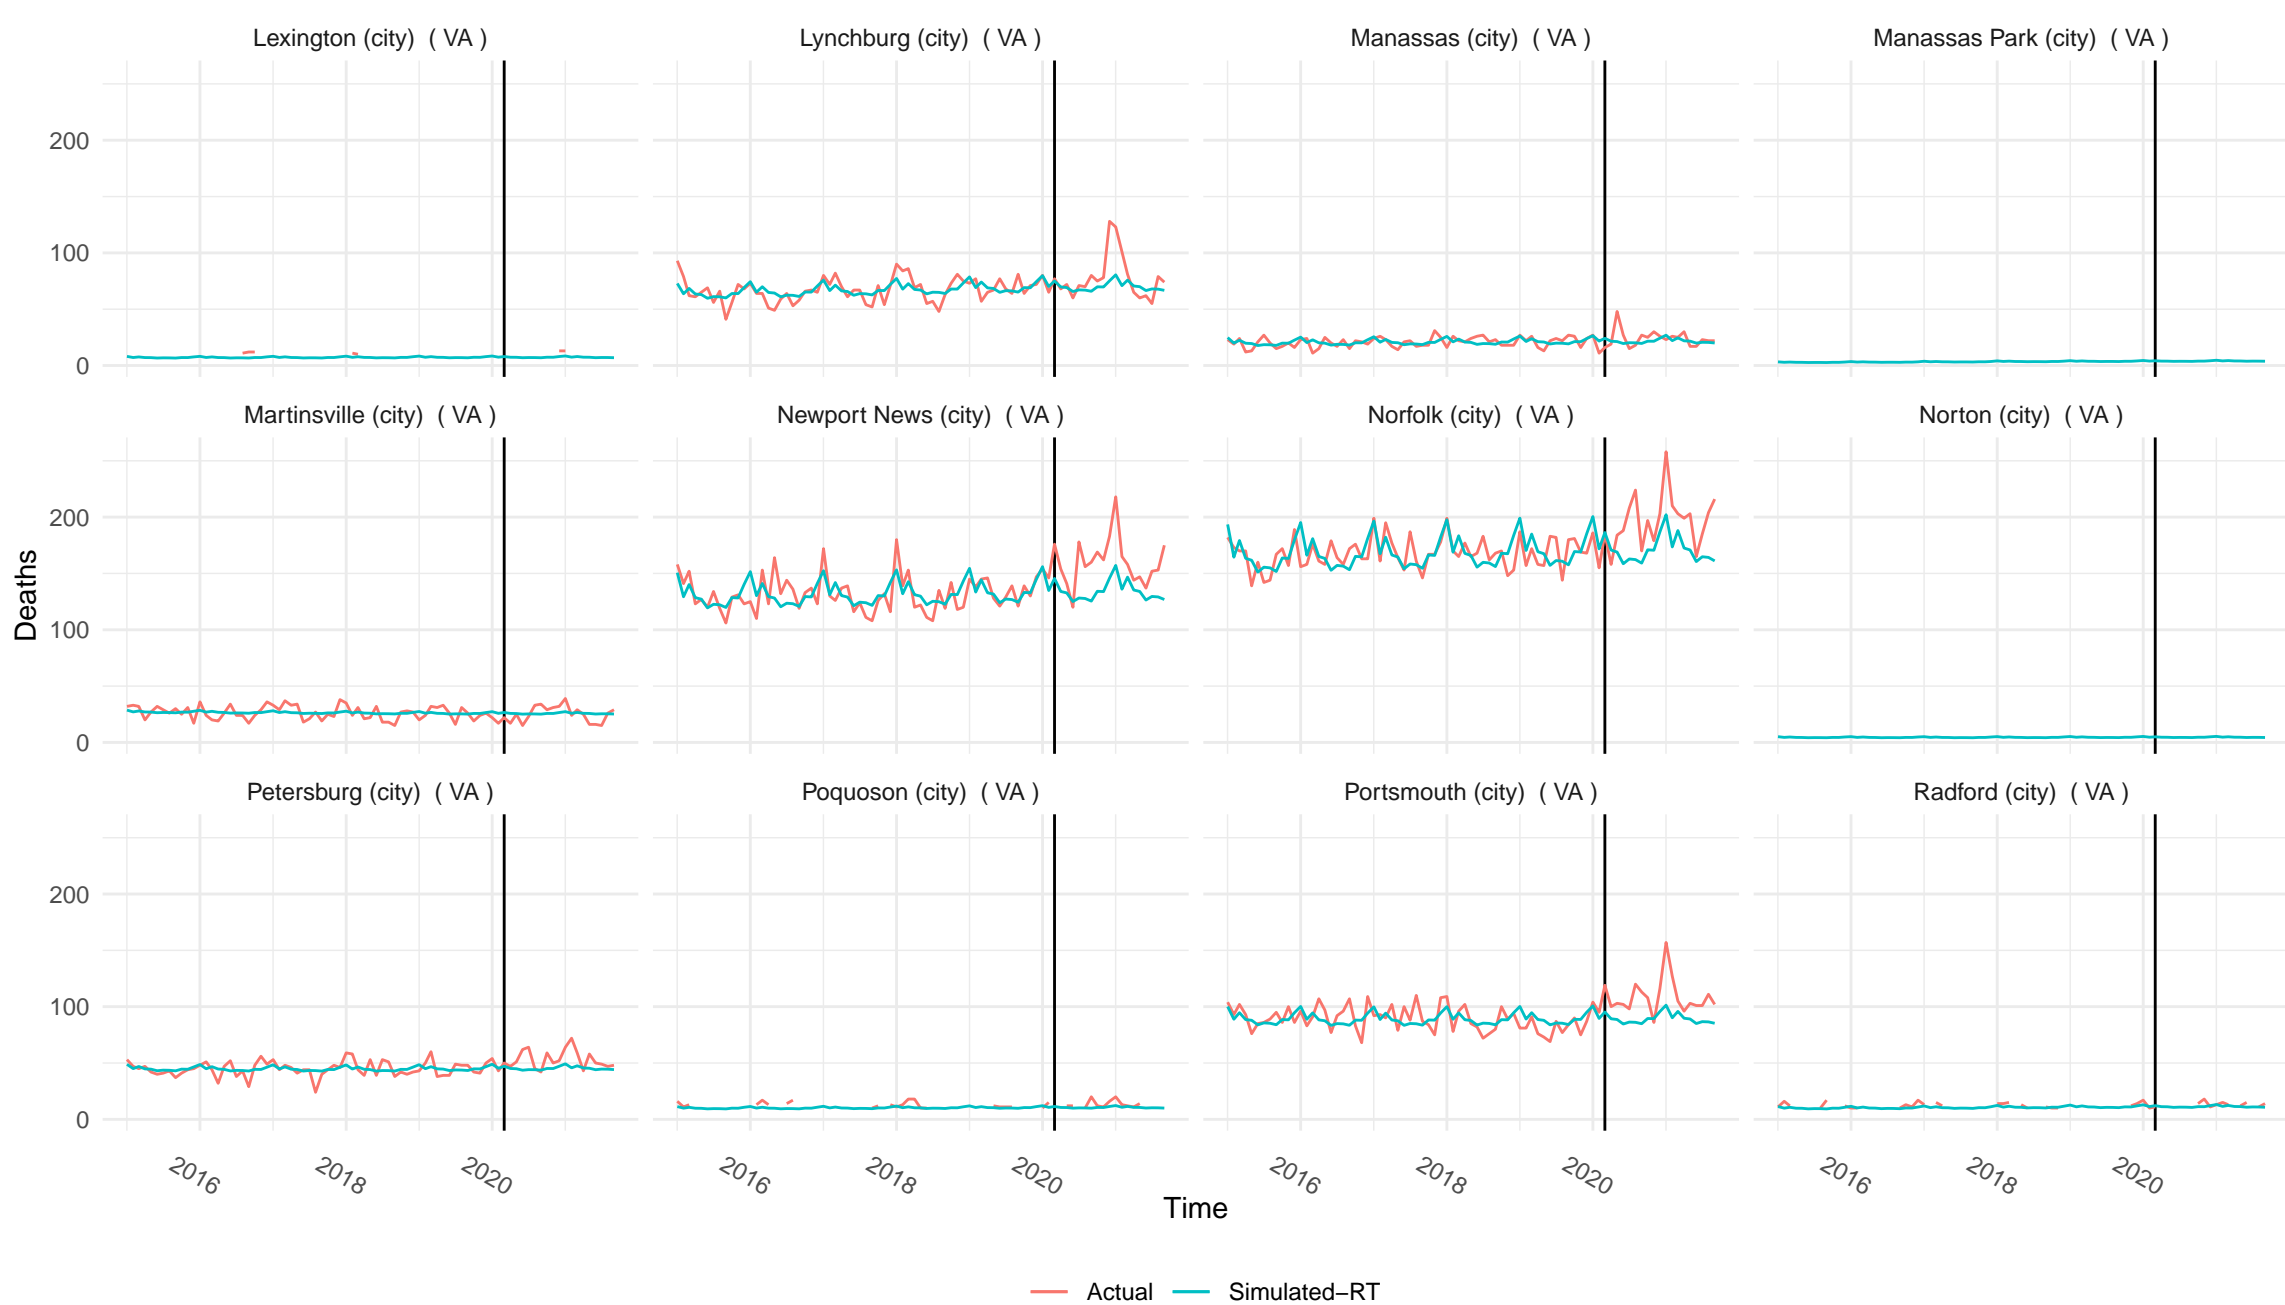 Lexington (city)  ( VA )
Lynchburg (city)  ( VA )
Manassas (city)  ( VA )
Manassas Park (city)  ( VA )
200
100
0
Martinsville (city)  ( VA )
Newport News (city)  ( VA )
Norfolk (city)  ( VA )
Norton (city)  ( VA )
200
100
0
Petersburg (city)  ( VA )
Poquoson (city)  ( VA )
Portsmouth (city)  ( VA )
Radford (city)  ( VA )
200
100
0
Deaths
2016 2018 2020
2016 2018 2020
2016 2018 2020
2016 2018 2020
Time
Actual
Simulated−RT